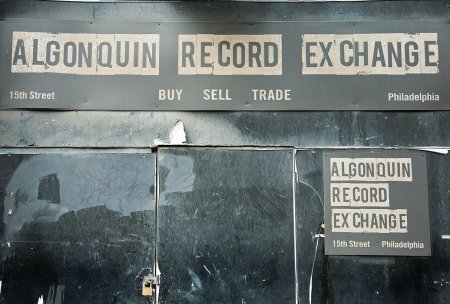 ALGONQUIN RECORD EXCHANGE
15th Street BUY SELL TRADE Philadelphia
ALGONQUIN
RECORD
EXCHANGE
15th Street Philadelphia